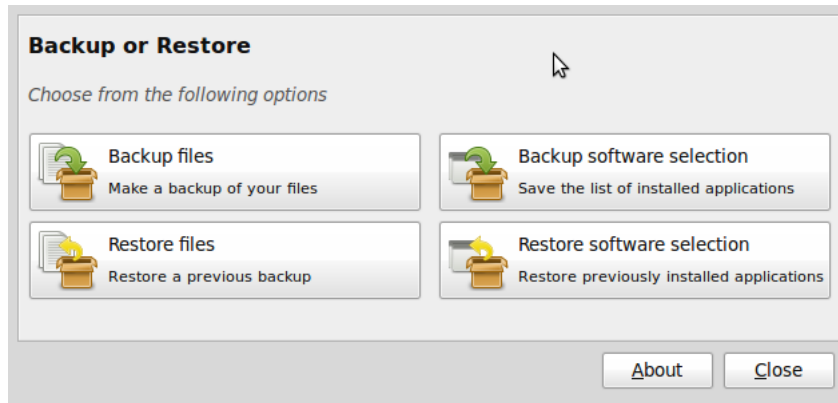 Backup or Restore
Choose from the following options
Backup files
Make a backup of your files
Backup software selection
Save the list of installed applications
Restore files
Restore a previous backup
Restore software selection
Restore previously installed applications
About
Close